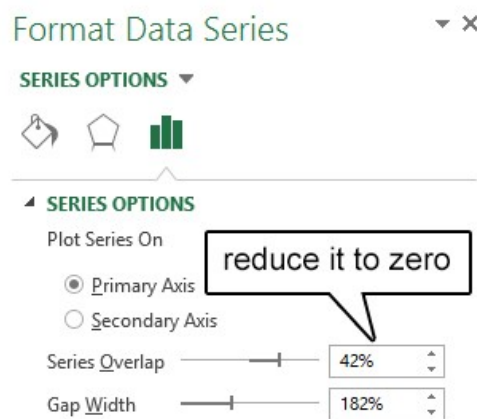 Format Data Series
SERIES OPTIONS
SERIES OPTIONS
Plot Series On
reduce it to zero
Primary Axis
Secondary Axis
Series Overlap 42%
Gap Width 182%